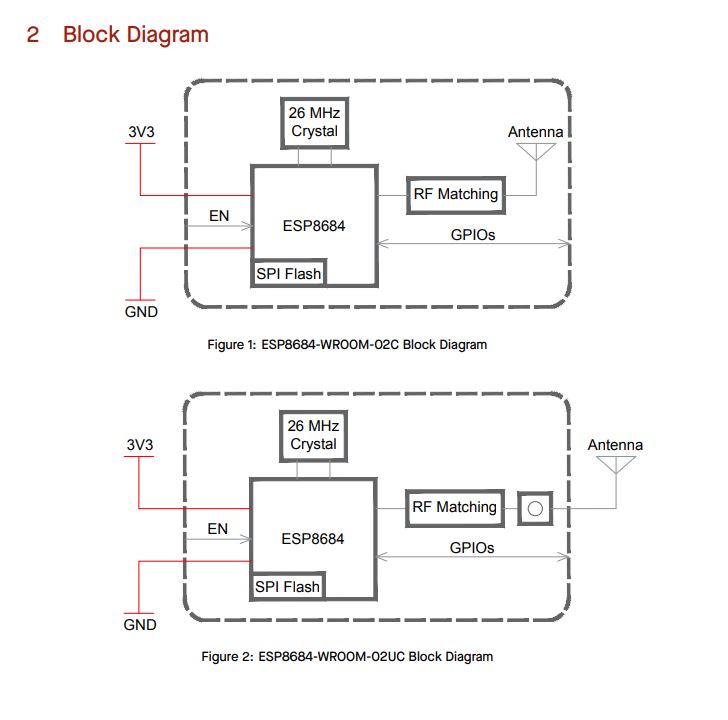 2 Block Diagram
26 MHz
Crystal
3V3
Antenna
RF Matching
EN
ESP8684
GPIOs
SPI Flash
GND
Figure 1: ESP8684-WROOM-02C Block Diagram
26 MHz
Crystal
3V3
Antenna
RF Matching
EN
ESP8684
GPIOs
SPI Flash
GND
Figure 2: ESP8684-WROOM-02UC Block Diagram